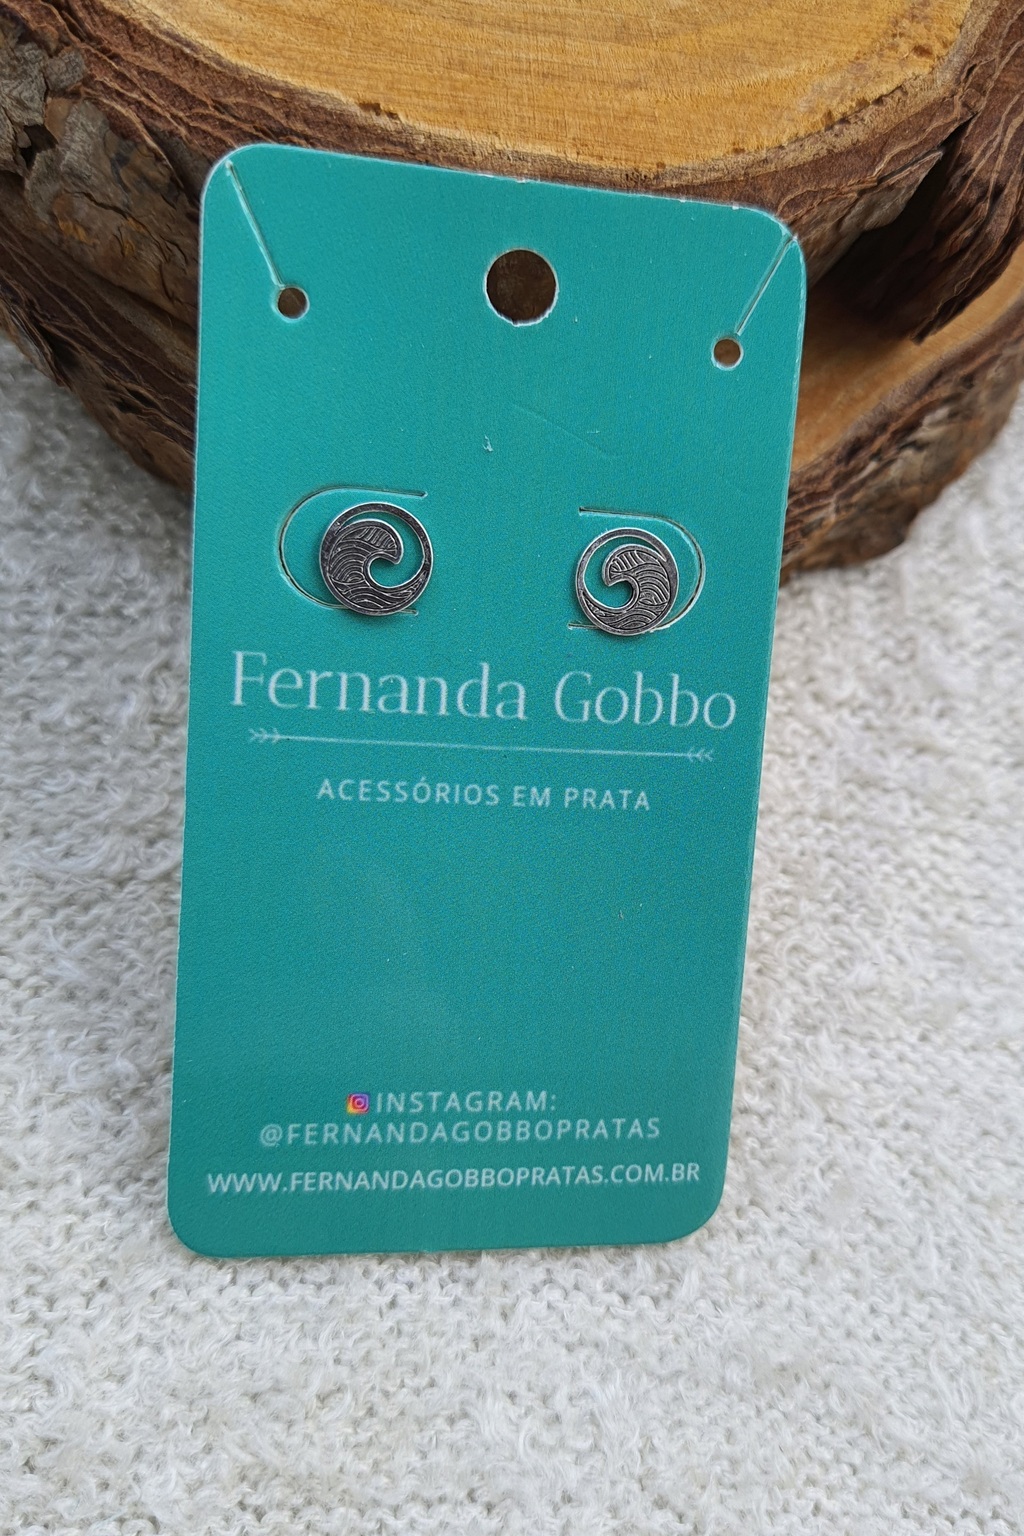 Fernanda Gobbo
ACESSÓRIOS EM PRATA
INSTAGRAM:
@FERNANDAGOBBOPRATAS
WWW.FERNANDAGOBBOPRATAS.COM.BR